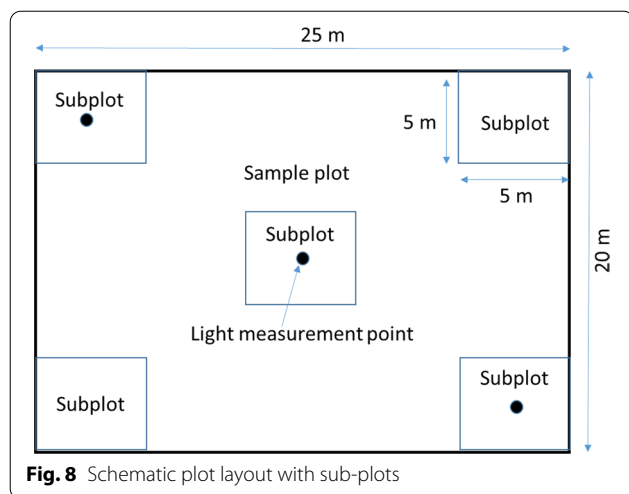 25 m
Subplot
5 m
Subplot
Sample plot
5 m
20 m
Subplot
Light measurement point
Subplot
Subplot
Fig. 8 Schematic plot layout with sub-plots